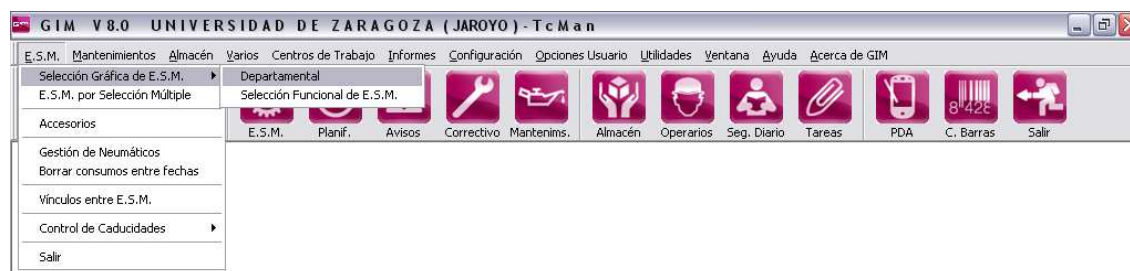 GIM V8.0 UNIVERSIDAD DE ZARAGOZA (JAROYO)-TcMan
E.S.M. Mantenimientos Almacén Varios Centros de Trabajo Informes Configuración Opciones Usuario Utilidades Ventana Ayuda Acerca de GIM
Selección Gráfica de E.S.M. Departamental
E.S.M. por Selección Múltiple Selección Funcional de E.S.M.
Accesorios
E.S.M. Planif. Avisos Correctivo Mantenims. Almacén Operarios Seg. Diario Tareas PDA C. Barras Salir
Gestión de Neumáticos
Borrar consumos entre fechas
Vínculos entre E.S.M.
Control de Caducidades
Salir